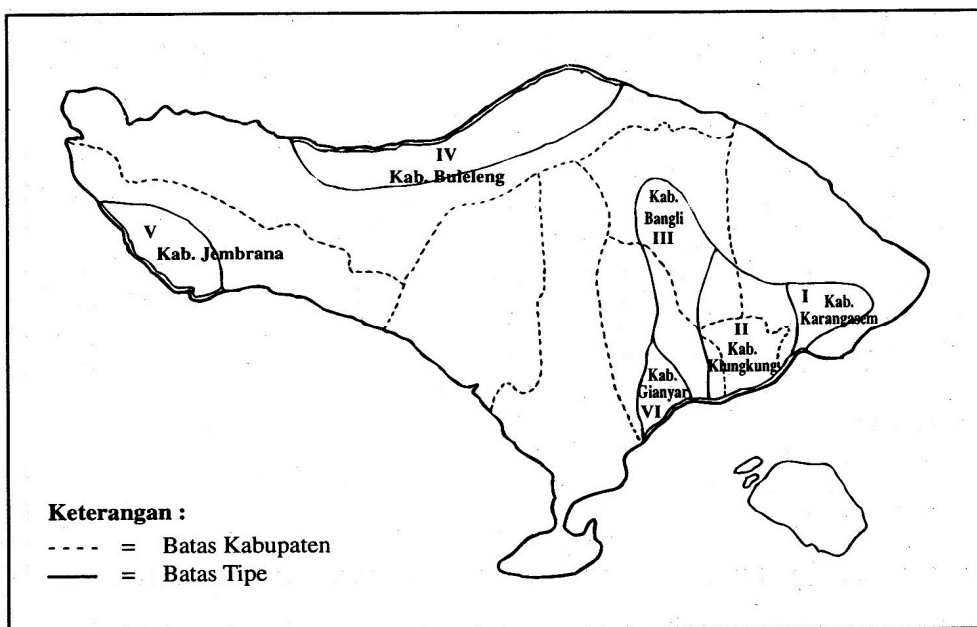 IV
Kab. Buleleng
V
Kab. Jembrana
Kab.
Bangli
III
I
Kab.
Karangasem
II
Kab.
Klungkung
Kab.
Gianyar
VI
Keterangan :
---- = Batas Kabupaten
—— = Batas Tipe